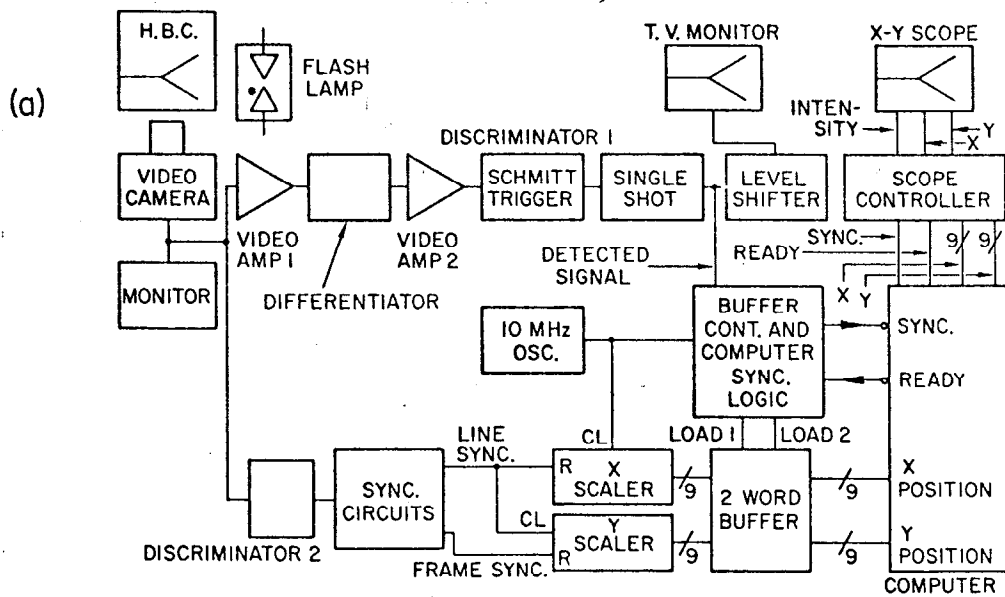 (a)
H.B.C.
FLASH
LAMP
T.V. MONITOR
X-Y SCOPE
INTEN-
SITY
Y
-X
VIDEO
CAMERA
VIDEO
AMP 1
DIFFERENTIATOR
VIDEO
AMP 2
DISCRIMINATOR 1
SCHMITT
TRIGGER
SINGLE
SHOT
LEVEL
SHIFTER
SCOPE
CONTROLLER
MONITOR
DETECTED
SIGNAL
SYNC.
READY
9
9
X
Y
10 MHz
OSC.
BUFFER
CONT. AND
COMPUTER
SYNC.
LOGIC
SYNC.
READY
LOAD 1
LOAD 2
LINE
SYNC.
CL
R
X
SCALER
9
2 WORD
BUFFER
9
X
POSITION
DISCRIMINATOR 2
SYNC.
CIRCUITS
CL
R
Y
SCALER
9
9
Y
POSITION
FRAME SYNC.
COMPUTER